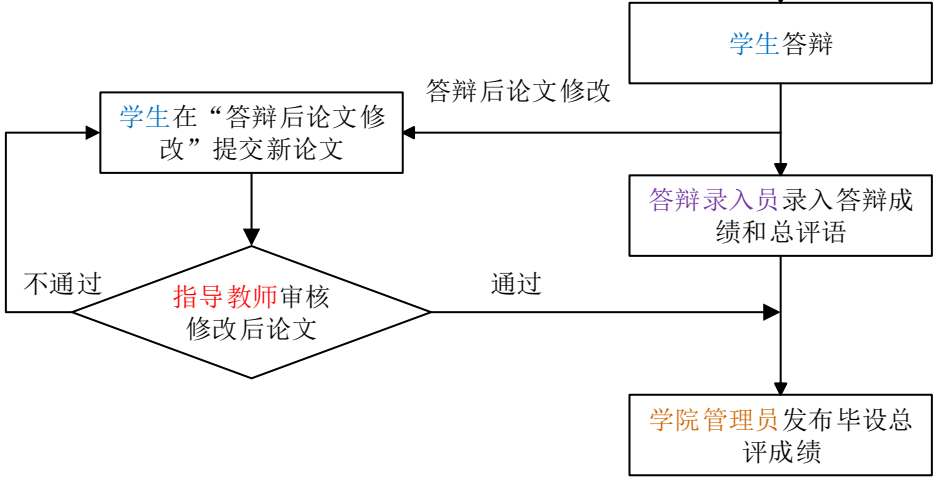 学生答辩
答辩后论文修改
学生在“答辩后论文修
改”提交新论文
答辩录入员录入答辩成
绩和总评语
不通过
指导教师审核
修改后论文
通过
学院管理员发布毕设总
评成绩